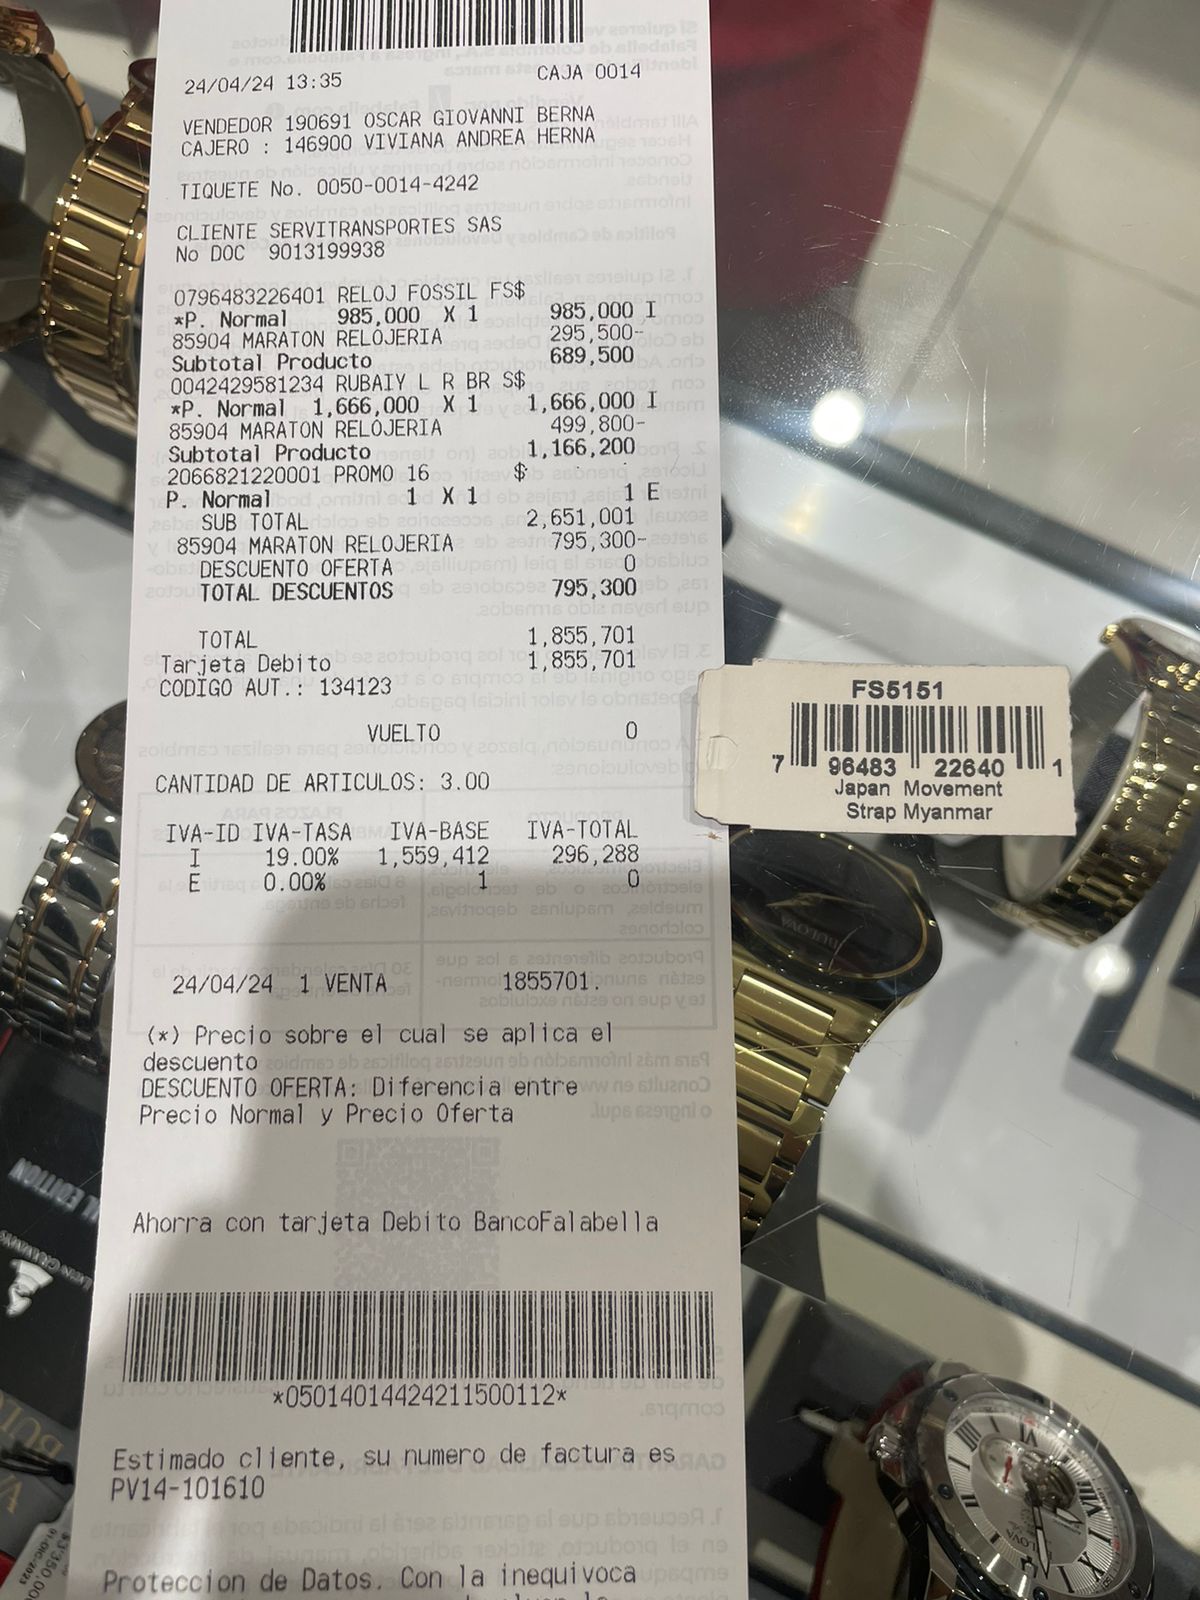 24/04/24 13:35 CAJA 0014
VENDEDOR 190691 OSCAR GIOVANNI BERNA
CAJERO : 146900 VIVIANA ANDREA HERNA
TIQUETE No. 0050-0014-4242
CLIENTE SERVITRANSPORTES SAS
No DOC 9013199938
0796483226401 RELOJ FOSSIL FS$
*P. Normal 985,000 X 1 985,000 I
85904 MARATON RELOJERIA 295,500-
Subtotal Producto 689,500
0042429581234 RUBAIY L R BR S$
*P. Normal 1,666,000 X 1 1,666,000 I
85904 MARATON RELOJERIA 499,800-
Subtotal Producto 1,166,200
2066821220001 PROMO 16 $
P. Normal 1 X 1 1 E
SUB TOTAL 2,651,001
85904 MARATON RELOJERIA 795,300-
DESCUENTO OFERTA 0
TOTAL DESCUENTOS 795,300
TOTAL 1,855,701
Tarjeta Debito 1,855,701
CODIGO AUT.: 134123
VUELTO 0
CANTIDAD DE ARTICULOS: 3.00
IVA-ID IVA-TASA IVA-BASE IVA-TOTAL
I 19.00% 1,559,412 296,288
E 0.00% 1 0
24/04/24 1 VENTA 1855701.
(*) Precio sobre el cual se aplica el
descuento
DESCUENTO OFERTA: Diferencia entre
Precio Normal y Precio Oferta
Ahorra con tarjeta Debito BancoFalabella
*05014014424211500112*
Estimado cliente, su numero de factura es
PV14-101610
Proteccion de Datos. Con la inequivoca
FS5151
7 96483 22640 1
Japan Movement
Strap Myanmar
BULOVA
EDITION
$3'350.000
01-DIC-2023